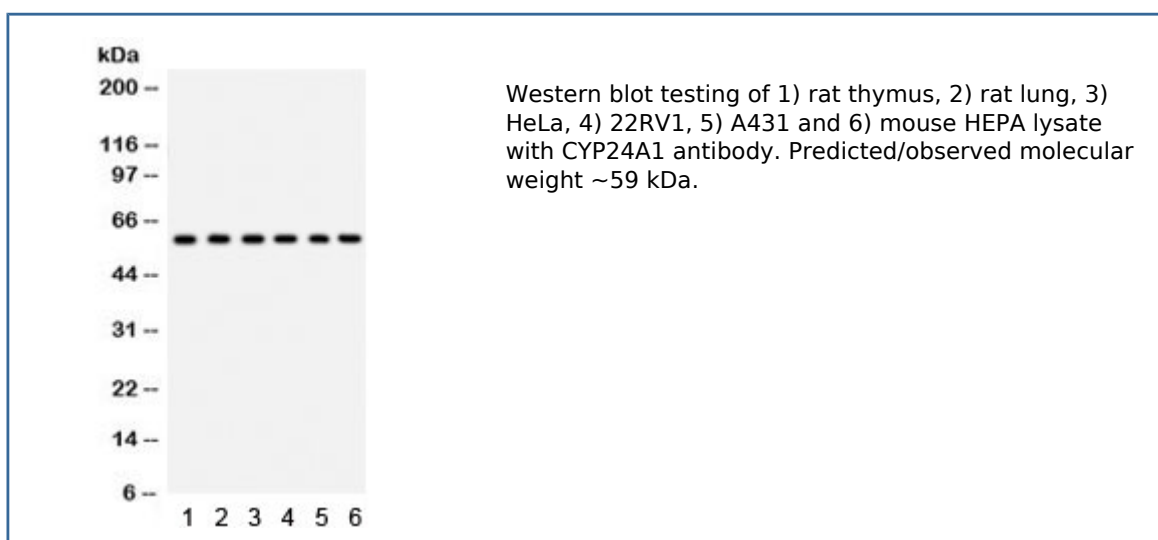 kDa
200 --
116 --
97 --
66 --
44 --
31 --
22 --
14 --
6 --
1 2 3 4 5 6
Western blot testing of 1) rat thymus, 2) rat lung, 3)
HeLa, 4) 22RV1, 5) A431 and 6) mouse HEPA lysate
with CYP24A1 antibody. Predicted/observed molecular
weight ~59 kDa.